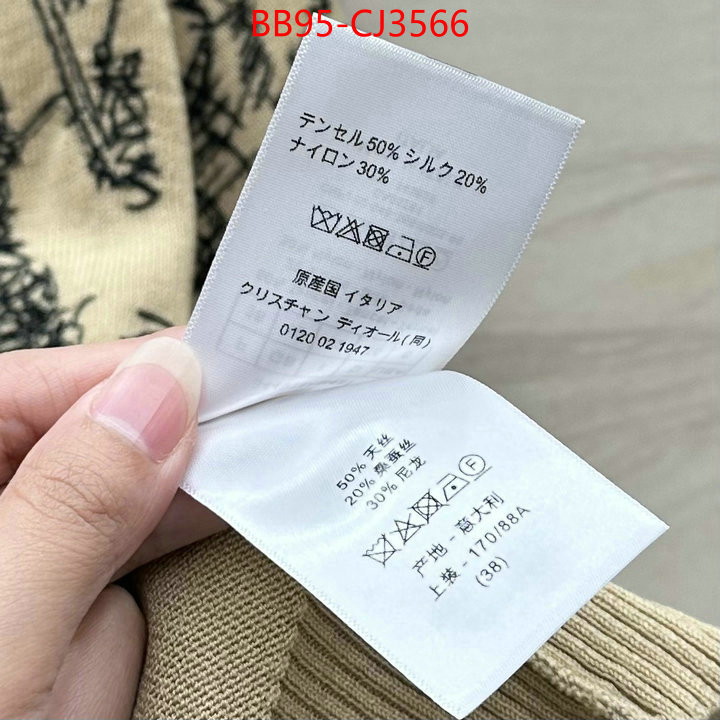 BB95-CJ3566
テンセル 50% シルク 20%
ナイロン 30%
原産国 イタリア
クリスチャン ディオール(同)
0120 02 1947
50% 天丝
20% 桑蚕丝
30% 尼龙
产地 - 意大利
上装 - 170/88A
(38)